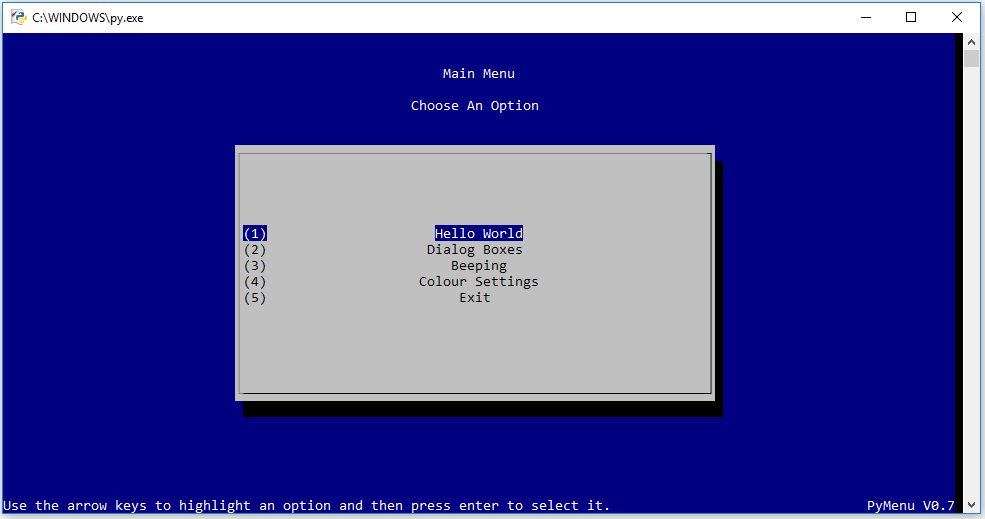 C:\WINDOWS\py.exe
Main Menu
Choose An Option
(1) Hello World
(2) Dialog Boxes
(3) Beeping
(4) Colour Settings
(5) Exit
Use the arrow keys to highlight an option and then press enter to select it. PyMenu V0.7